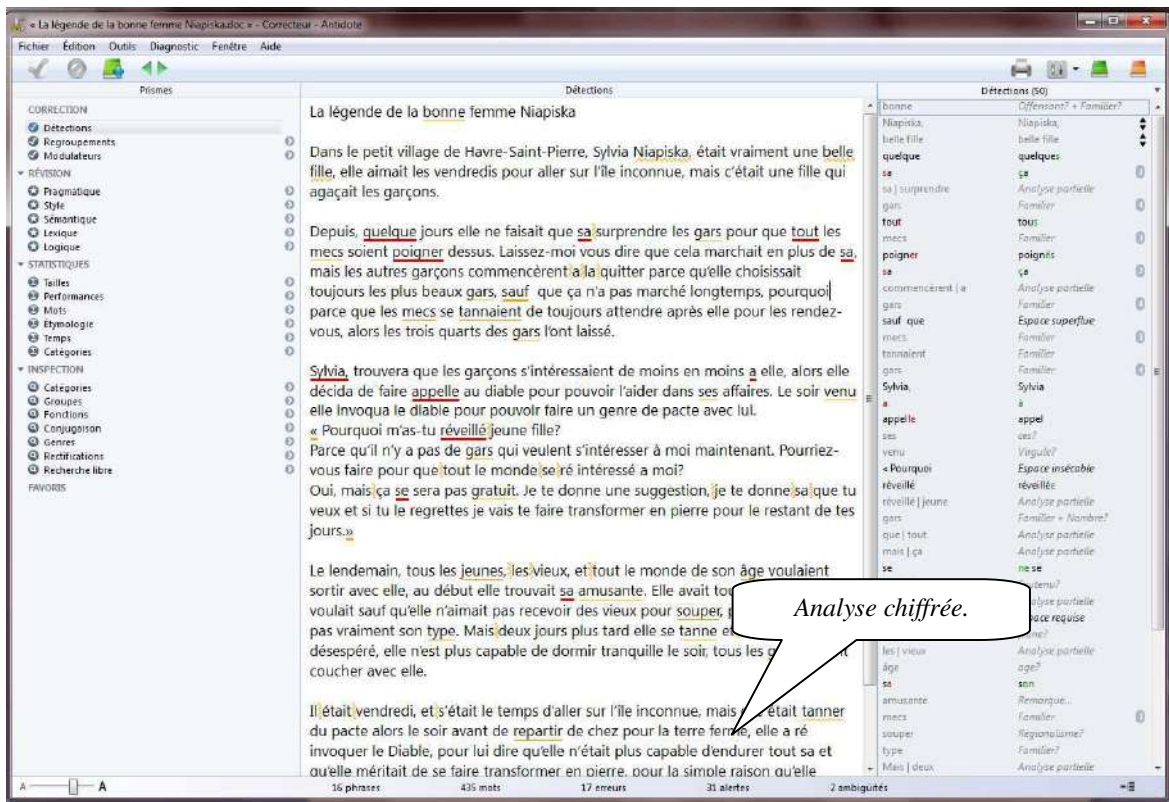 « La légende de la bonne femme Niapiska.doc » - Correcteur - Antidote
Fichier Édition Outils Diagnostic Fenêtre Aide
Prismes
CORRECTION
Détections
Regroupements
Modulateurs
RÉVISION
Pragmatique
Style
Sémantique
Lexique
Logique
STATISTIQUES
Tailles
Performances
Mots
Étymologie
Temps
Catégories
INSPECTION
Catégories
Groupes
Fonctions
Conjugaison
Genres
Rectifications
Recherche libre
FAVORIS
Détections
La légende de la bonne femme Niapiska
Dans le petit village de Havre-Saint-Pierre, Sylvia Niapiska, était vraiment une belle
fille, elle aimait les vendredis pour aller sur l'île inconnue, mais c'était une fille qui
agaçait les garçons.
Depuis, quelque jours elle ne faisait que sa surprendre les gars pour que tout les
mecs soient poigner dessus. Laissez-moi vous dire que cela marchait en plus de sa,
mais les autres garçons commencèrent a la quitter parce qu'elle choisissait
toujours les plus beaux gars, sauf que ça n'a pas marché longtemps, pourquoi
parce que les mecs se tannaient de toujours attendre après elle pour les rendez-
vous, alors les trois quarts des gars l'ont laissé.
Sylvia, trouvera que les garçons s'intéressaient de moins en moins a elle, alors elle
décida de faire appelle au diable pour pouvoir l'aider dans ses affaires. Le soir venu
elle invoqua le diable pour pouvoir faire un genre de pacte avec lui.
« Pourquoi m'as-tu réveillé jeune fille?
Parce qu'il n'y a pas de gars qui veulent s'intéresser à moi maintenant. Pourriez-
vous faire pour que tout le monde se ré intéressé a moi?
Oui, mais ça se sera pas gratuit. Je te donne une suggestion, je te donne sa que tu
veux et si tu le regrettes je vais te faire transformer en pierre pour le restant de tes
jours.»
Le lendemain, tous les jeunes, les vieux, et tout le monde de son âge voulaient
sortir avec elle, au début elle trouvait sa amusante. Elle avait
voulait sauf qu'elle n'aimait pas recevoir des vieux pour souper,
pas vraiment son type. Mais deux jours plus tard elle se tanne
désespéré, elle n'est plus capable de dormir tranquille le soir, tous les
coucher avec elle.
Il était vendredi, et s'était le temps d'aller sur l'île inconnue, mais était tanner
du pacte alors le soir avant de repartir de chez pour la terre ferme, elle a ré
invoquer le Diable, pour lui dire qu'elle n'était plus capable d'endurer tout sa et
qu'elle méritait de se faire transformer en pierre, pour la simple raison qu'elle
Analyse chiffrée.
Détections (50)
bonne Offensant? + Familier?
Niapiska, Niapiska,
belle fille belle fille
quelque quelques
sa ça
sa | surprendre Analyse partielle
gars Familier
tout tous
mecs Familier
poigner poignés
sa ça
commencèrent | a Analyse partielle
gars Familier
sauf que Espace superflue
mecs Familier
tannaient Familier
gars Familier
Sylvia, Sylvia
a à
appelle appel
ses ces?
venu Virgule?
« Pourquoi Espace insécable
réveillé réveillée
réveillé | jeune Analyse partielle
gars Familier + Nombre?
que | tout Analyse partielle
mais | ça Analyse partielle
se ne se
les | vieux Analyse partielle
âge age?
sa son
amusante Remarque...
mecs Familier
souper Régionalisme?
type Familier?
Mais | deux Analyse partielle
A A
16 phrases 435 mots 17 erreurs 31 alertes 2 ambiguïtés